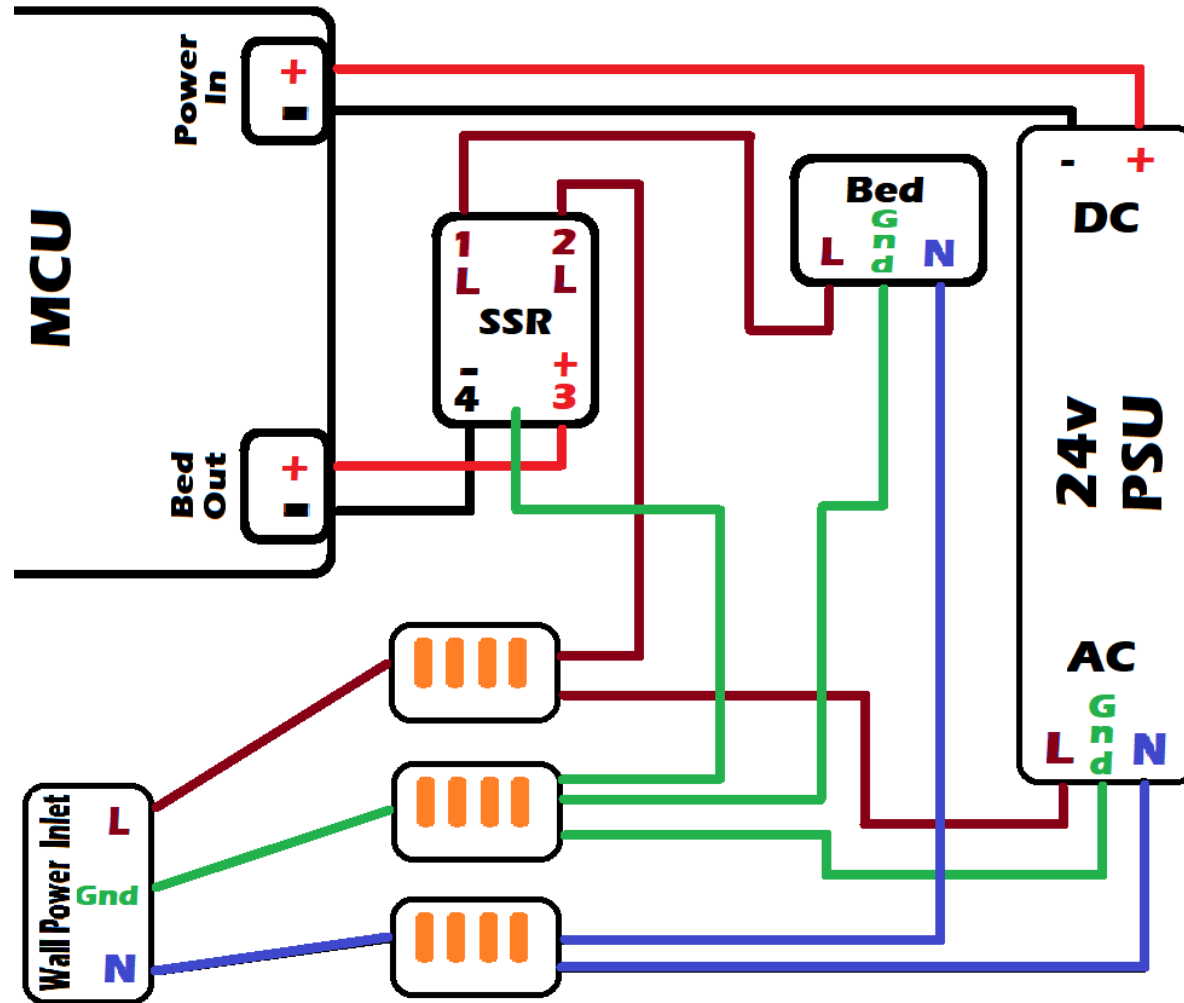 MCU
Power
In
+
-
Bed
Out
+
-
1 2
L L
SSR
- +
4 3
Bed
L Gnd N
- +
DC
24v
PSU
AC
L Gnd N
Wall Power Inlet
L
Gnd
N